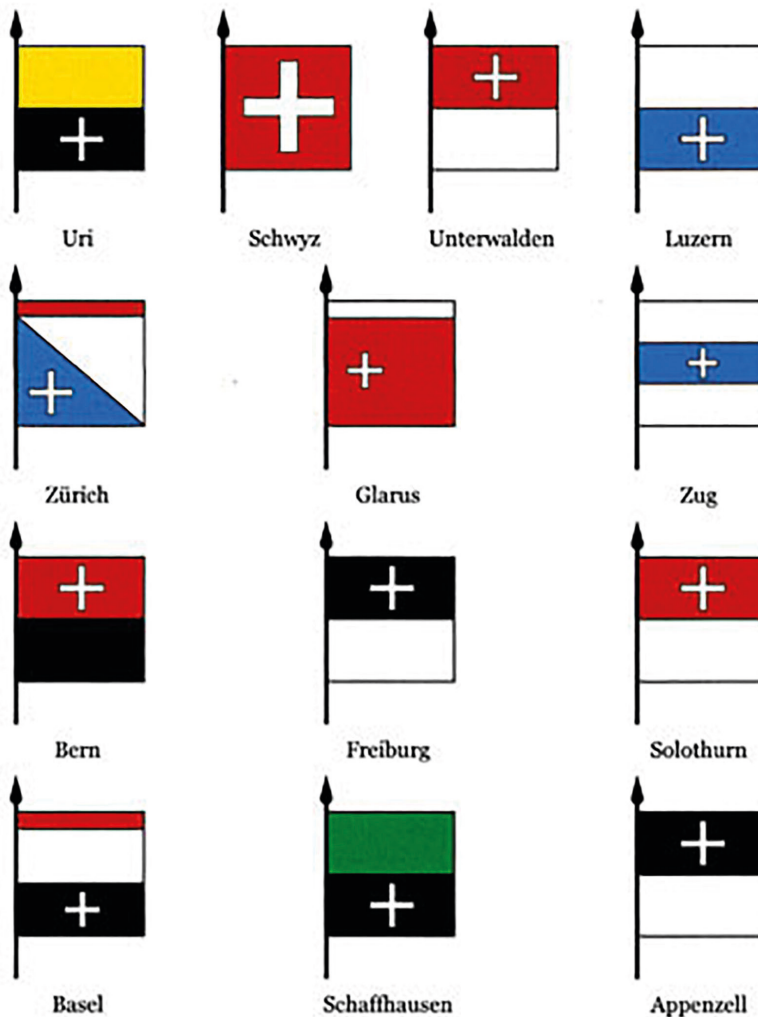 Uri
Schwyz
Unterwalden
Luzern
Zürich
Glarus
Zug
Bern
Freiburg
Solothurn
Basel
Schaffhausen
Appenzell